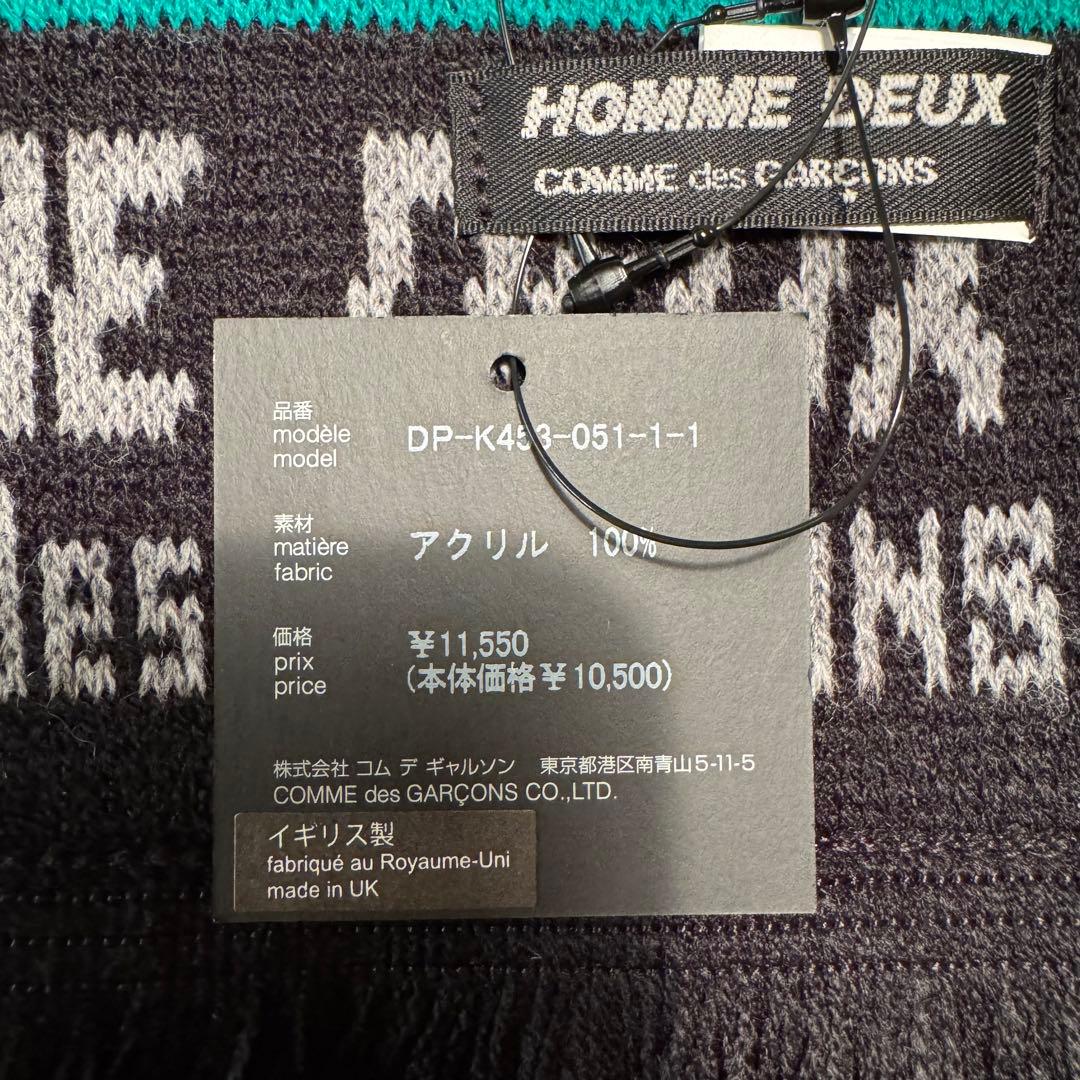 HOMME DEUX
COMME des GARÇONS
品番
modèle
model
DP-K453-051-1-1
素材
matière
fabric
アクリル 100%
価格
prix
price
¥11,550
(本体価格¥10,500)
株式会社 コム デ ギャルソン 東京都港区南青山5-11-5
COMME des GARÇONS CO.,LTD.
イギリス製
fabriqué au Royaume-Uni
made in UK